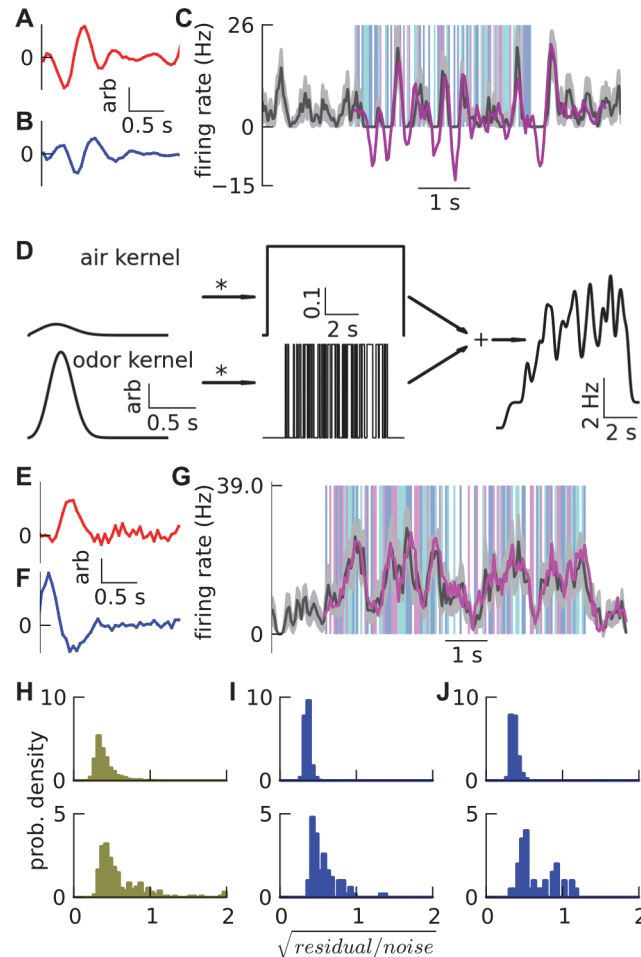 A
0
arb
0.5 s
B
0
C
firing rate (Hz)
26
0
−15
1 s
D
air kernel
*
0.1
2 s
odor kernel
*
arb
0.5 s
+
2 Hz
2 s
E
0
F
0
arb
0.5 s
G
firing rate (Hz)
39.0
0
1 s
H
I
J
prob. density
10
0
10
0
10
0
5
0
5
0
5
0
0 1 2
0 1 2
0 1 2
√residual/noise